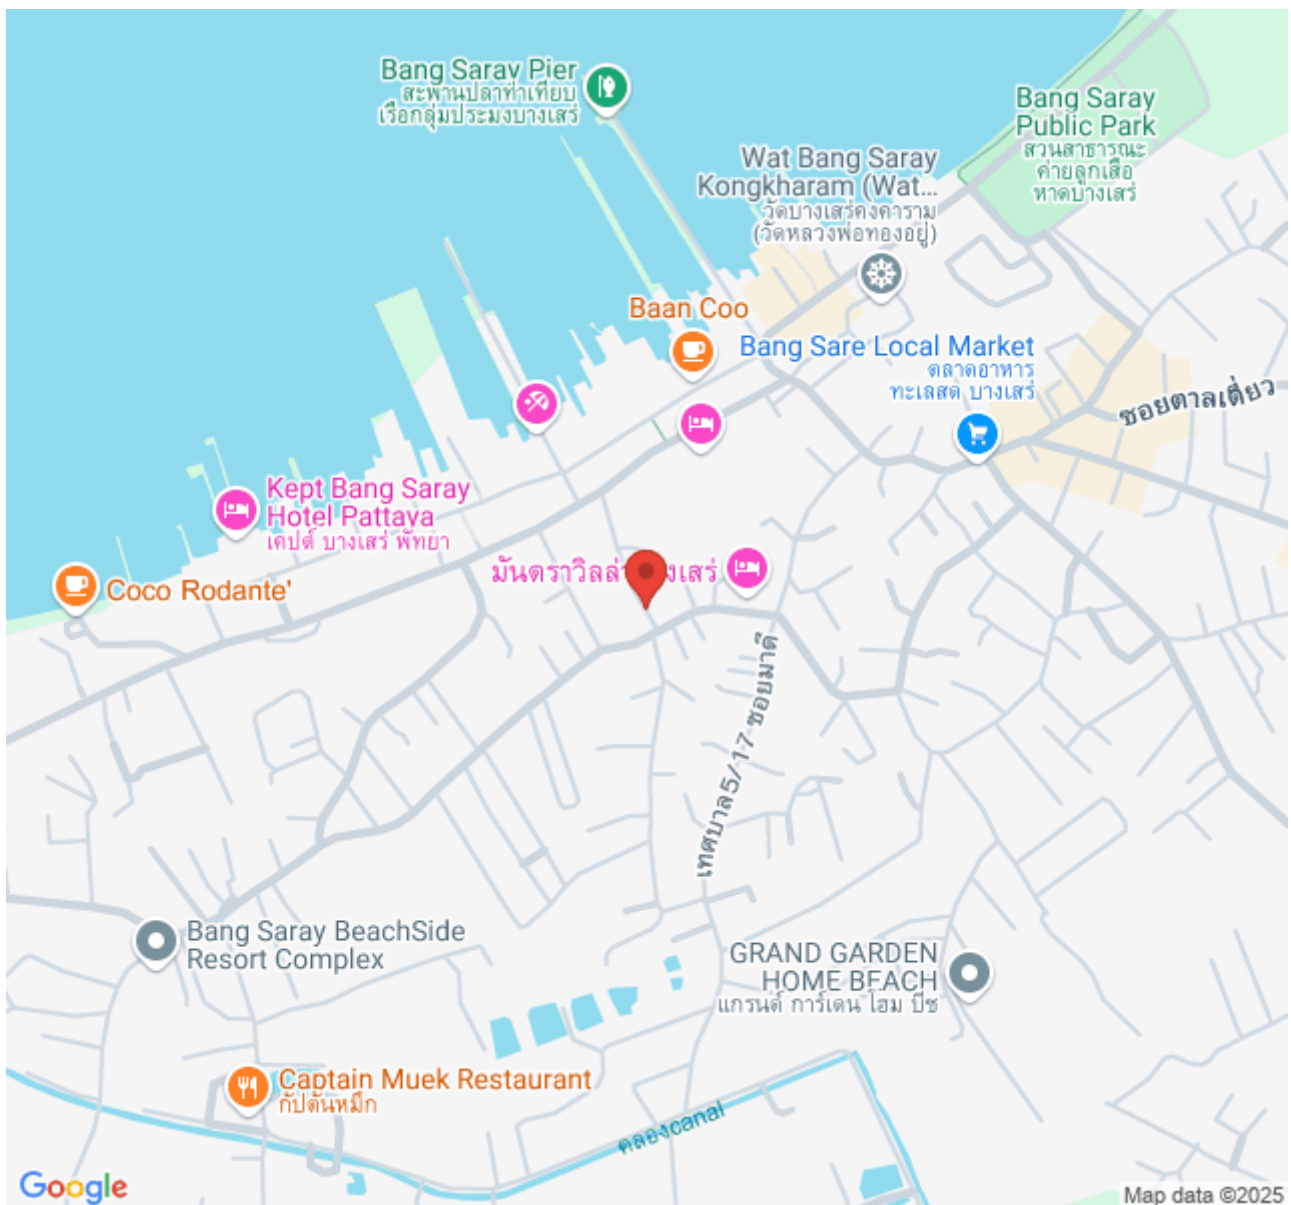 Bang Saray Pier
สะพานปลาท่าเทียบ
เรือกลุ่มประมงบางเสร่
Bang Saray
Public Park
สวนสาธารณะ
ค่ายลูกเสือ
หาดบางเสร่
Wat Bang Saray
Kongkharam (Wat...
วัดบางเสร่คงคาราม
(วัดหลวงพ่อทองอยู่)
Baan Coo
Bang Sare Local Market
ตลาดอาหาร
ทะเลสด บางเสร่
ซอยตาลเดี่ยว
Kept Bang Saray
Hotel Pattaya
เคปต์ บางเสร่ พัทยา
มันตราวิลล่า
งเสร่
Coco Rodante'
เทศบาล5/17 ซอยมาดี
Bang Saray BeachSide
Resort Complex
GRAND GARDEN
HOME BEACH
แกรนด์ การ์เดน โฮม บีช
Captain Muek Restaurant
กัปตันหมึก
คลองcanal
Google
Map data ©2025